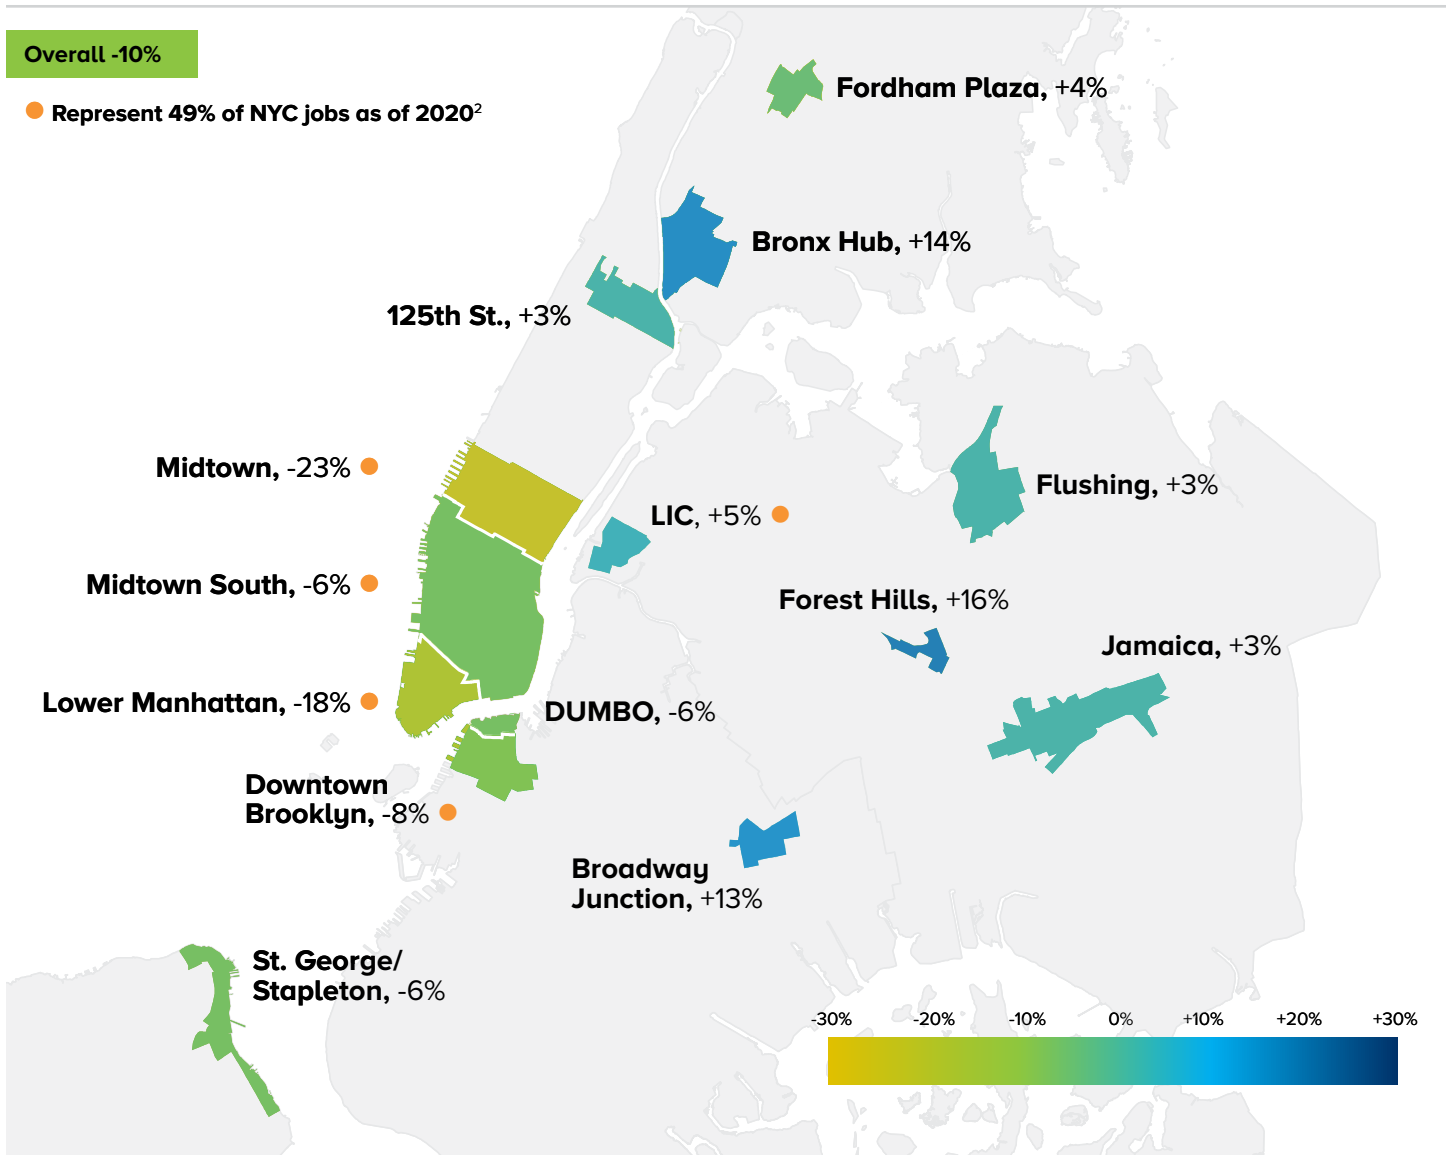 Overall -10%
Represent 49% of NYC jobs as of 2020²
Fordham Plaza, +4%
Bronx Hub, +14%
125th St., +3%
Midtown, -23%
LIC, +5%
Flushing, +3%
Midtown South, -6%
Forest Hills, +16%
Jamaica, +3%
Lower Manhattan, -18%
DUMBO, -6%
Downtown
Brooklyn, -8%
Broadway
Junction, +13%
St. George/
Stapleton, -6%
-30% -20% -10% 0% +10% +20% +30%